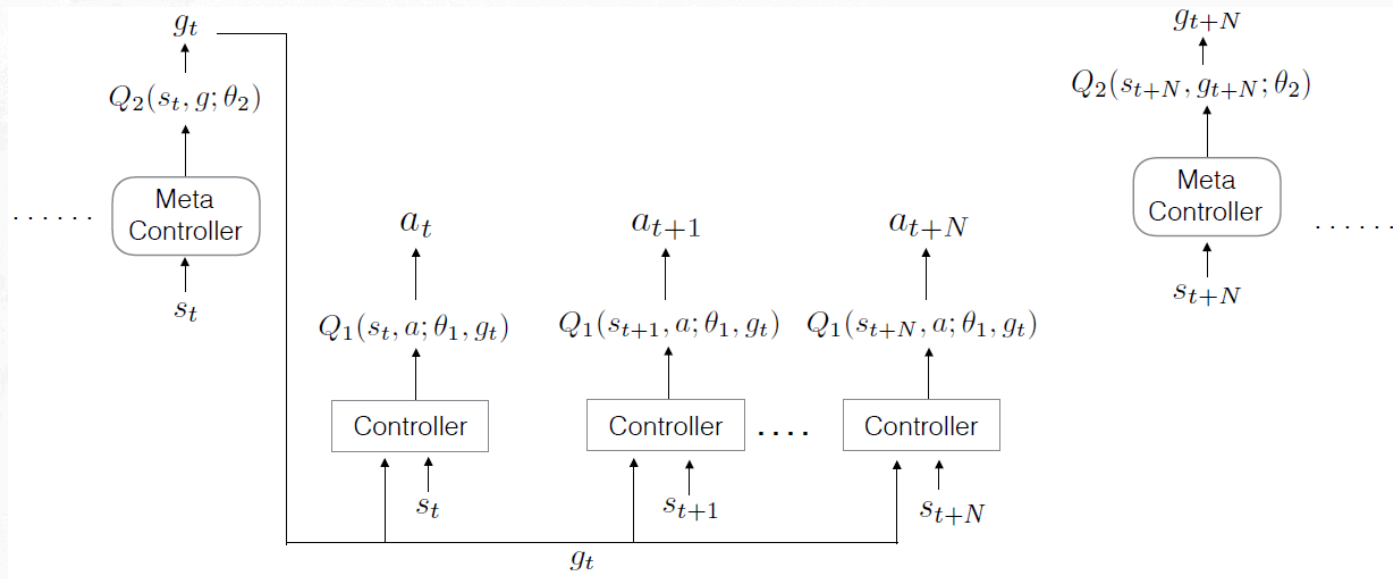 g_t
g_{t+N}
Q_2(s_t, g; θ_2)
Q_2(s_{t+N}, g_{t+N}; θ_2)
Meta
Controller
Meta
Controller
......
......
s_t
s_{t+N}
a_t
a_{t+1}
a_{t+N}
Q_1(s_t, a; θ_1, g_t)
Q_1(s_{t+1}, a; θ_1, g_t)
Q_1(s_{t+N}, a; θ_1, g_t)
Controller
Controller
....
Controller
s_t
s_{t+1}
s_{t+N}
g_t